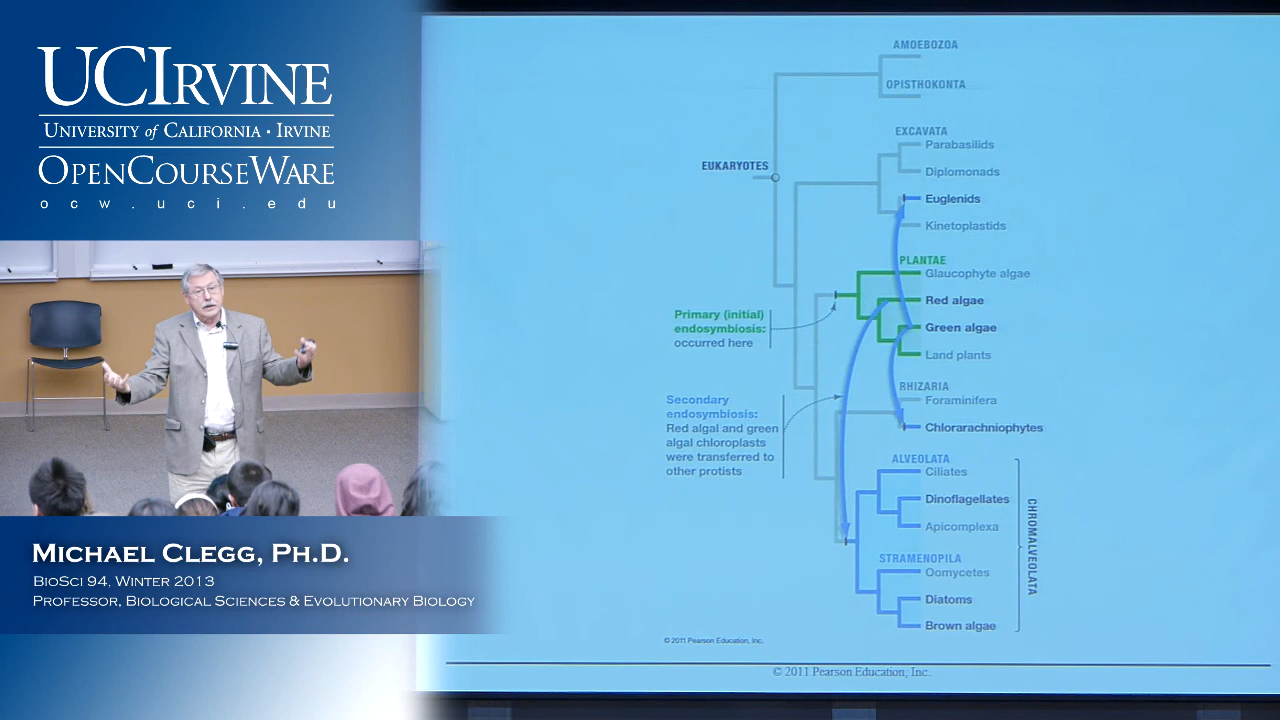 UCIRVINE
UNIVERSITY of CALIFORNIA · IRVINE
OPENCOURSEWARE
ocw.uci.edu
MICHAEL CLEGG, PH.D.
BIOSCI 94, WINTER 2013
PROFESSOR, BIOLOGICAL SCIENCES & EVOLUTIONARY BIOLOGY
AMOEBOZOA
OPISTHOKONTA
EXCAVATA
Parabasilids
EUKARYOTES
Diplomonads
Euglenids
Kinetoplastids
PLANTAE
Glaucophyte algae
Red algae
Primary (initial)
endosymbiosis:
occurred here
Green algae
Land plants
RHIZARIA
Foraminifera
Secondary
endosymbiosis:
Red algal and green
algal chloroplasts
were transferred to
other protists
Chlorarachniophytes
ALVEOLATA
Ciliates
Dinoflagellates
Apicomplexa
CHROMALVEOLATA
STRAMENOPILA
Oomycetes
Diatoms
Brown algae
© 2011 Pearson Education, Inc.
© 2011 Pearson Education, Inc.